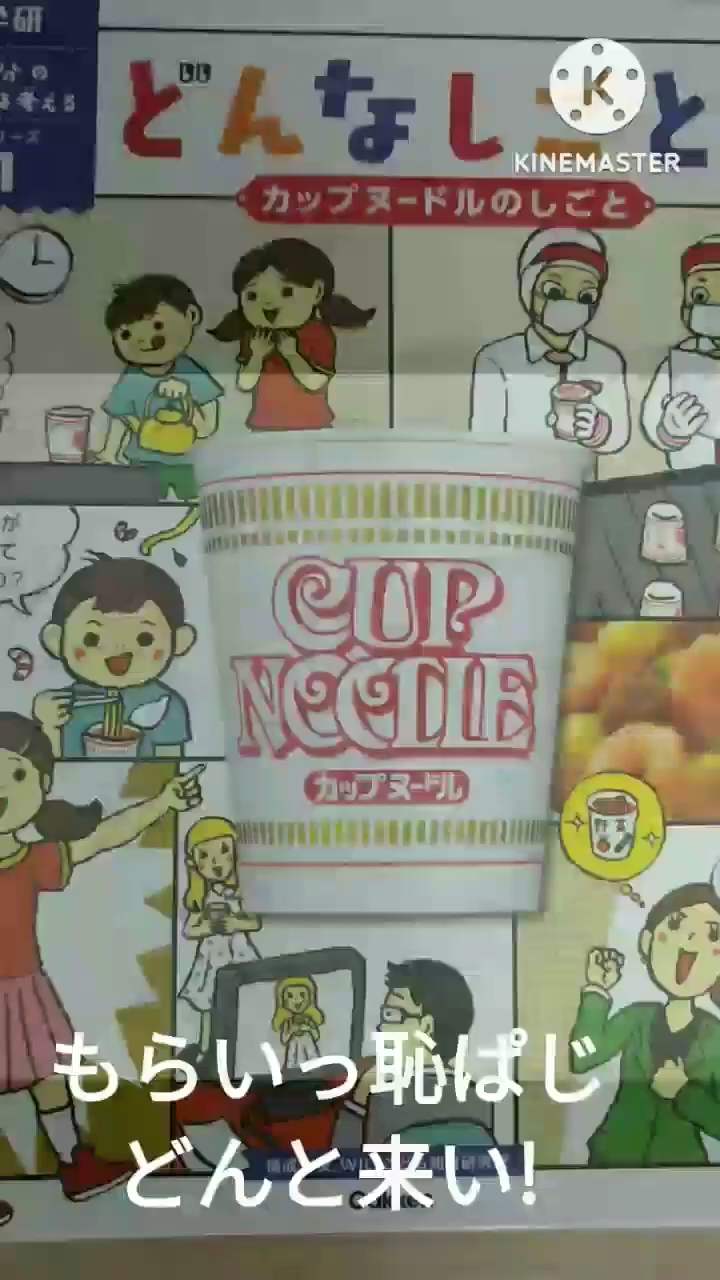 どんなしごと
KINEMASTER
カップヌードルのしごと
CUP
NOODLE
カップヌードル
もらいっ恥ぱじ
どんと来い!